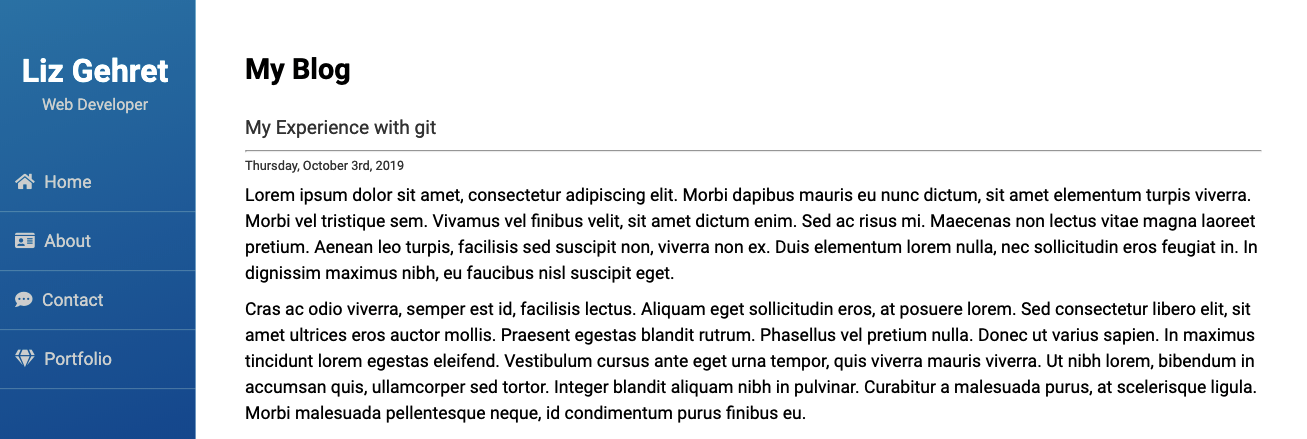 Liz Gehret
Web Developer
Home
About
Contact
Portfolio
My Blog
My Experience with git
Thursday, October 3rd, 2019
Lorem ipsum dolor sit amet, consectetur adipiscing elit. Morbi dapibus mauris eu nunc dictum, sit amet elementum turpis viverra.
Morbi vel tristique sem. Vivamus vel finibus velit, sit amet dictum enim. Sed ac risus mi. Maecenas non lectus vitae magna laoreet
pretium. Aenean leo turpis, facilisis sed suscipit non, viverra non ex. Duis elementum lorem nulla, nec sollicitudin eros feugiat in. In
dignissim maximus nibh, eu faucibus nisl suscipit eget.
Cras ac odio viverra, semper est id, facilisis lectus. Aliquam eget sollicitudin eros, at posuere lorem. Sed consectetur libero elit, sit
amet ultrices eros auctor mollis. Praesent egestas blandit rutrum. Phasellus vel pretium nulla. Donec ut varius sapien. In maximus
tincidunt lorem egestas eleifend. Vestibulum cursus ante eget urna tempor, quis viverra mauris viverra. Ut nibh lorem, bibendum in
accumsan quis, ullamcorper sed tortor. Integer blandit aliquam nibh in pulvinar. Curabitur a malesuada purus, at scelerisque ligula.
Morbi malesuada pellentesque neque, id condimentum purus finibus eu.